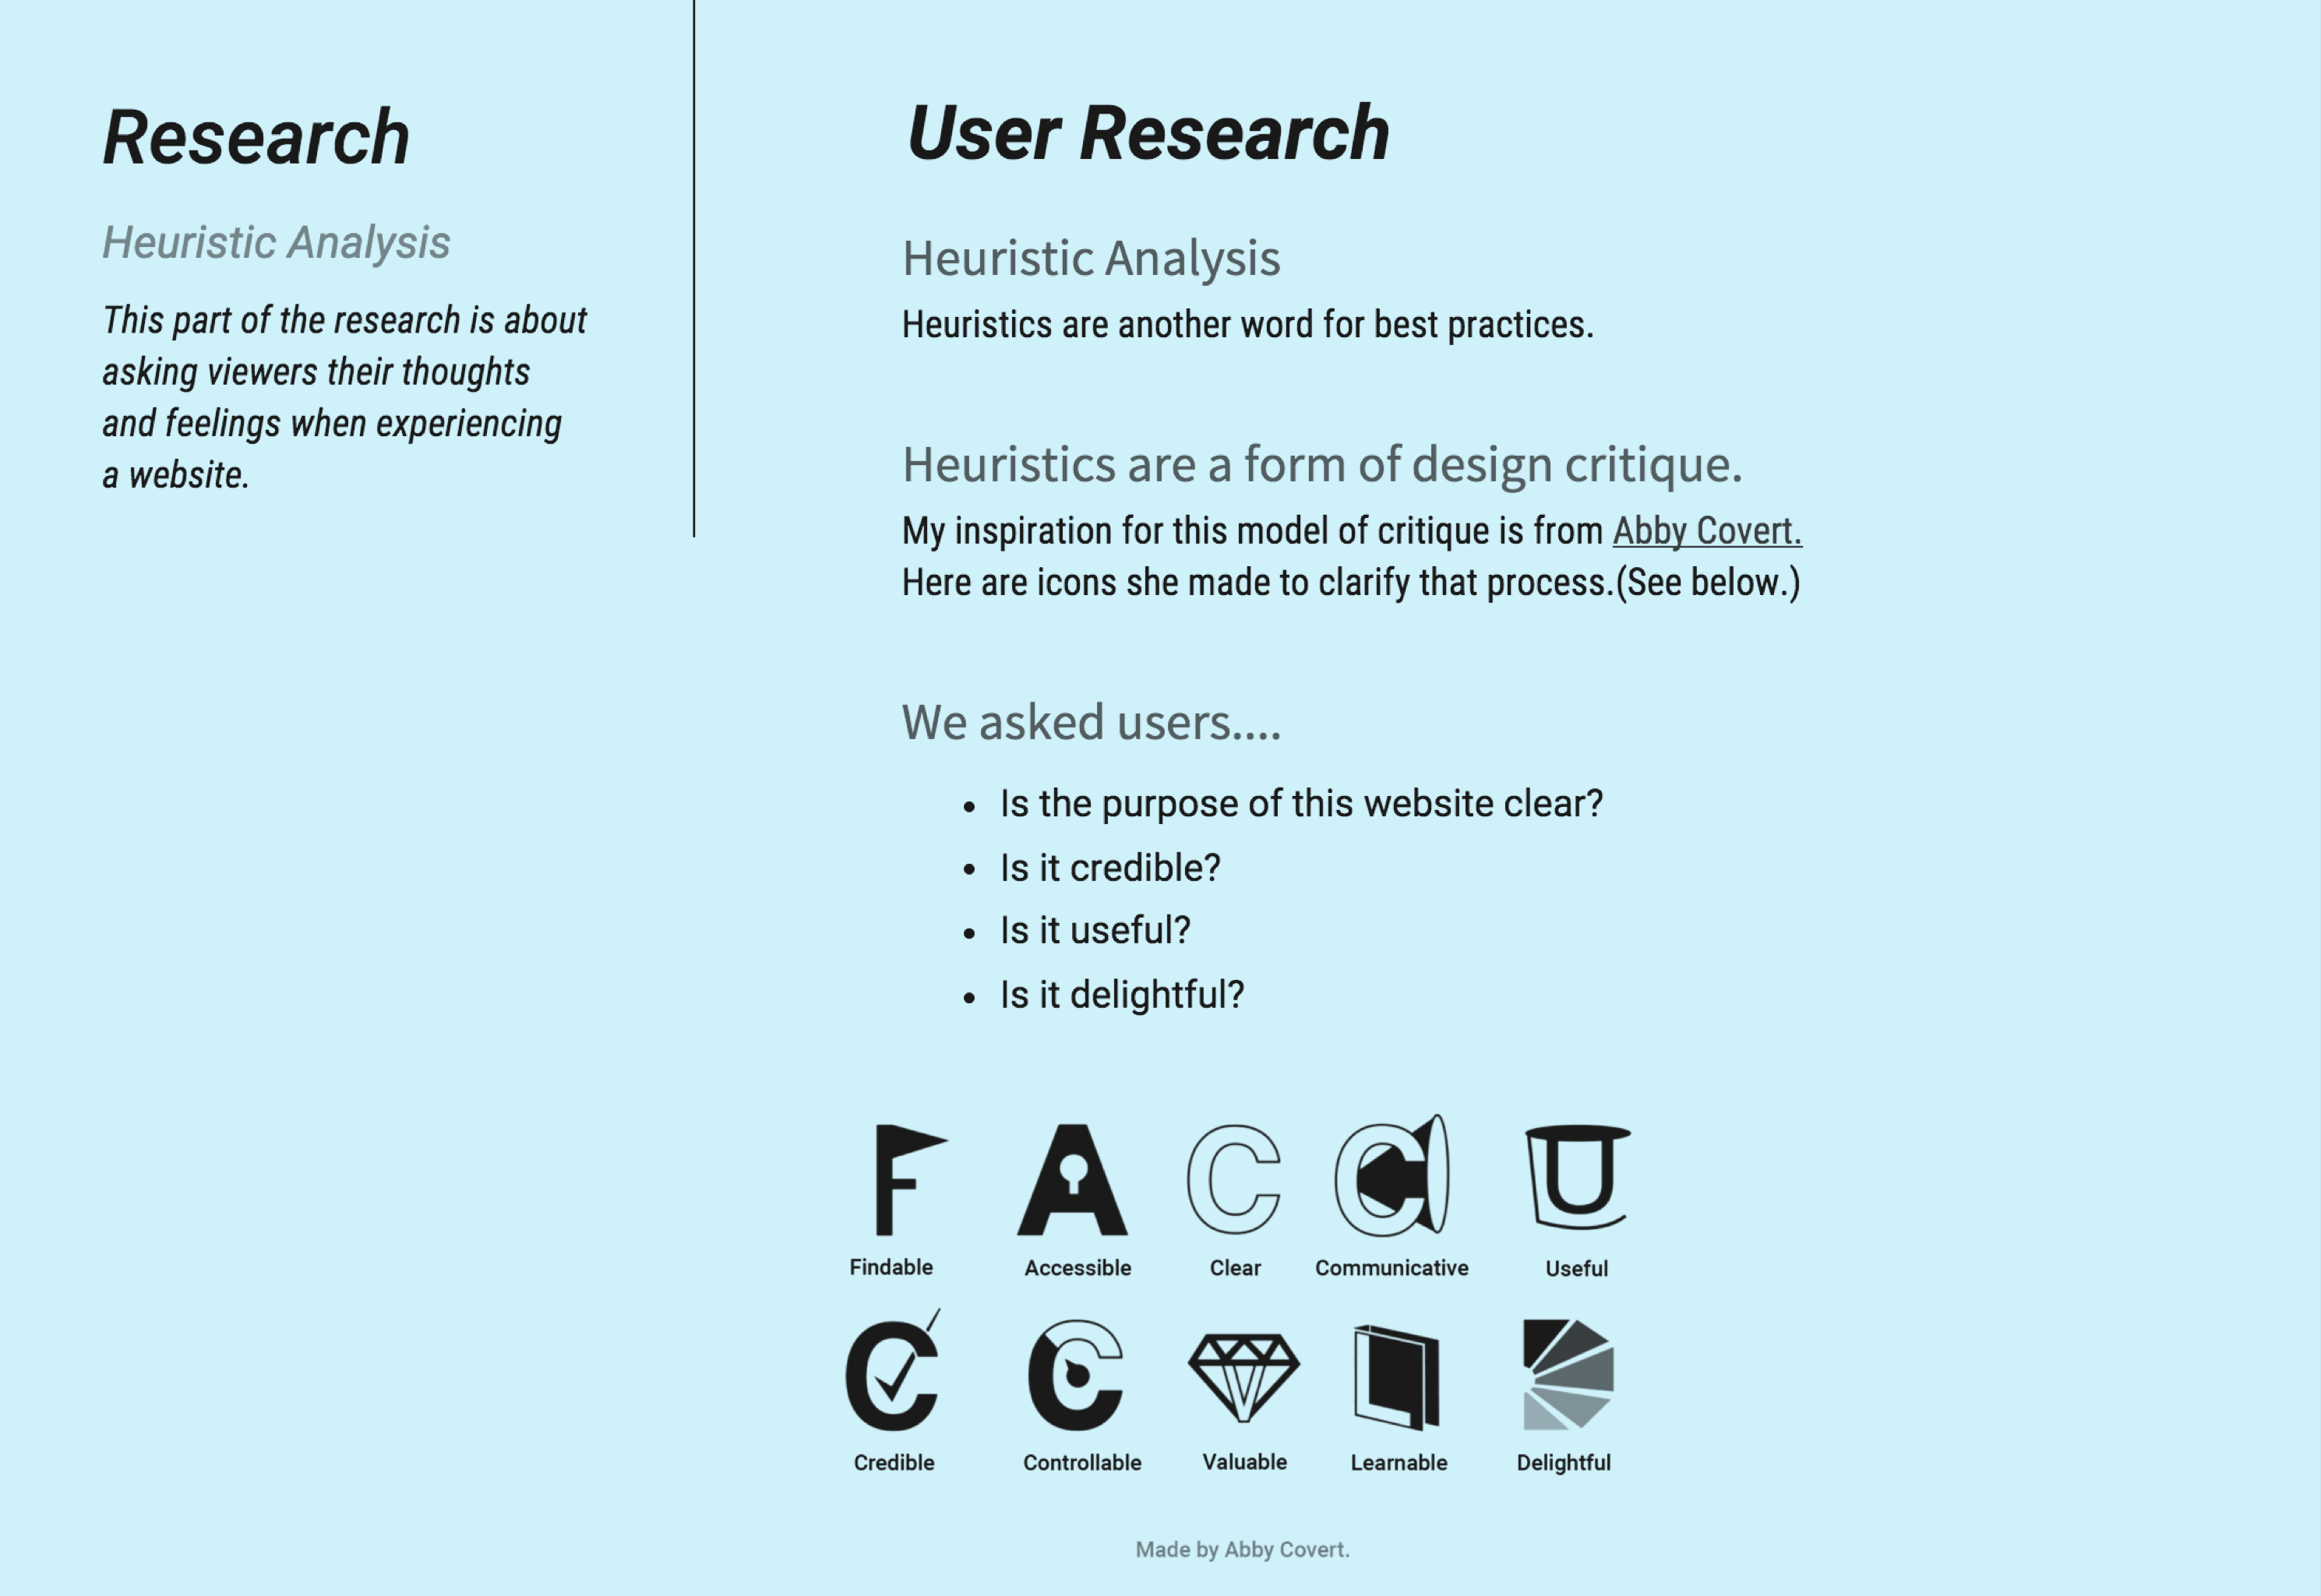 Research
Heuristic Analysis
This part of the research is about
asking viewers their thoughts
and feelings when experiencing
a website.
User Research
Heuristic Analysis
Heuristics are another word for best practices.
Heuristics are a form of design critique.
My inspiration for this model of critique is from Abby Covert.
Here are icons she made to clarify that process.(See below.)
We asked users....
• Is the purpose of this website clear?
• Is it credible?
• Is it useful?
• Is it delightful?
F A C C U
Findable Accessible Clear Communicative Useful
C C V L
Credible Controllable Valuable Learnable Delightful
Made by Abby Covert.